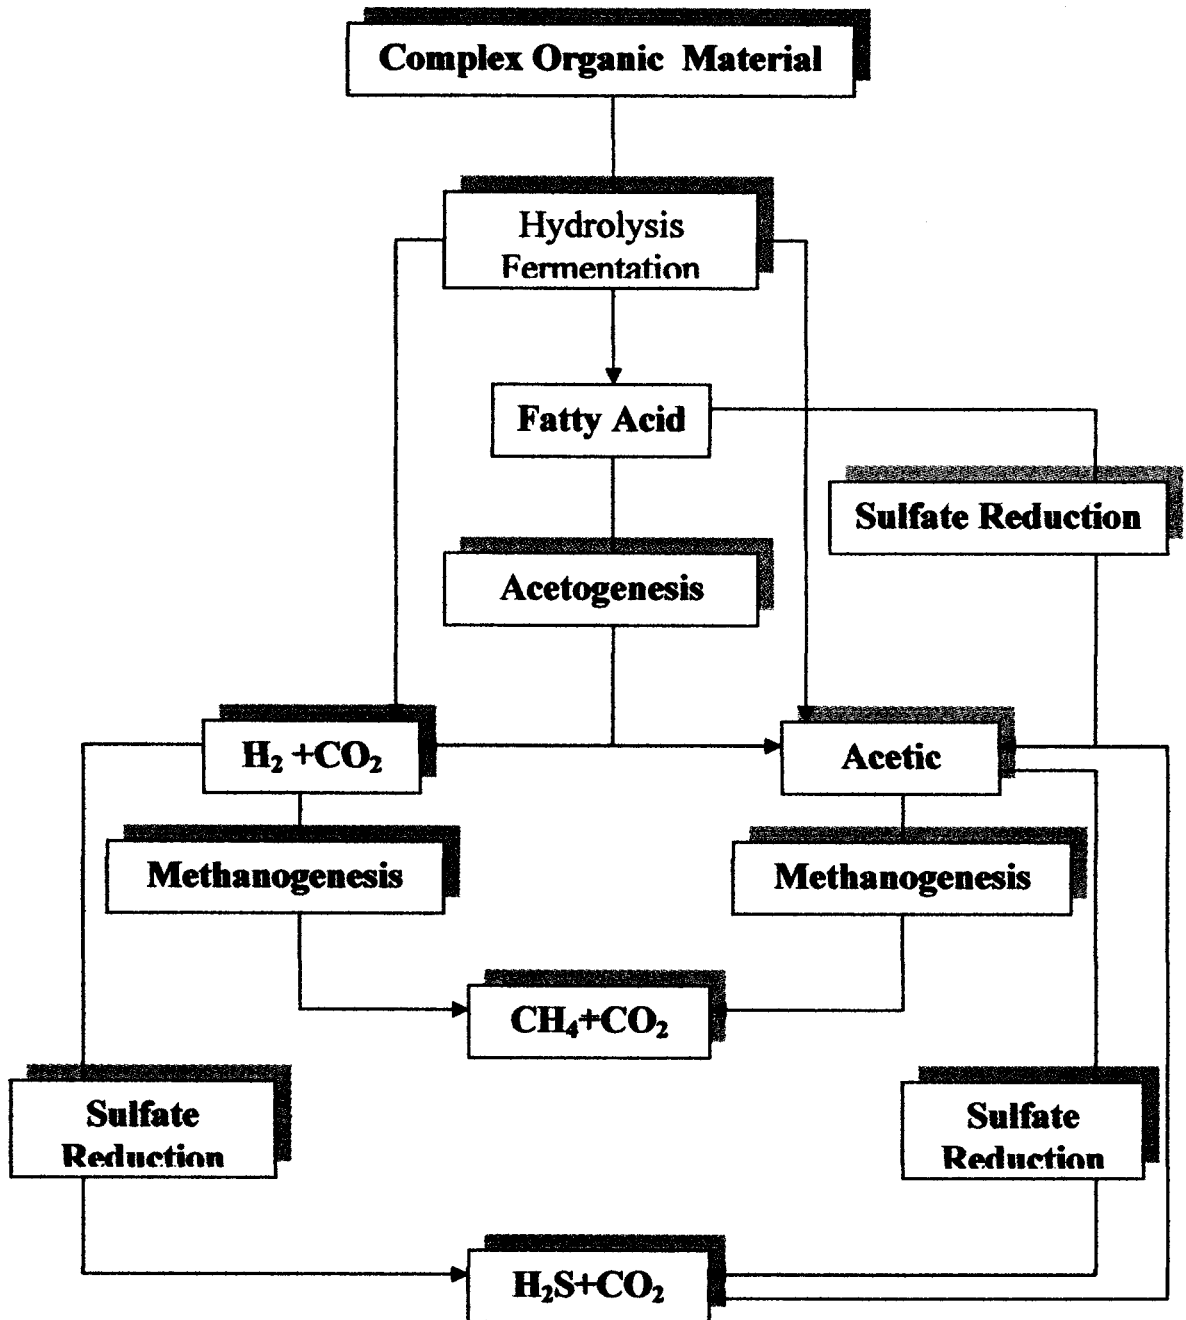 Complex Organic Material
Hydrolysis
Fermentation
Fatty Acid
Sulfate Reduction
Acetogenesis
H₂ +CO₂
Acetic
Methanogenesis
Methanogenesis
CH₄+CO₂
Sulfate
Reduction
Sulfate
Reduction
H₂S+CO₂